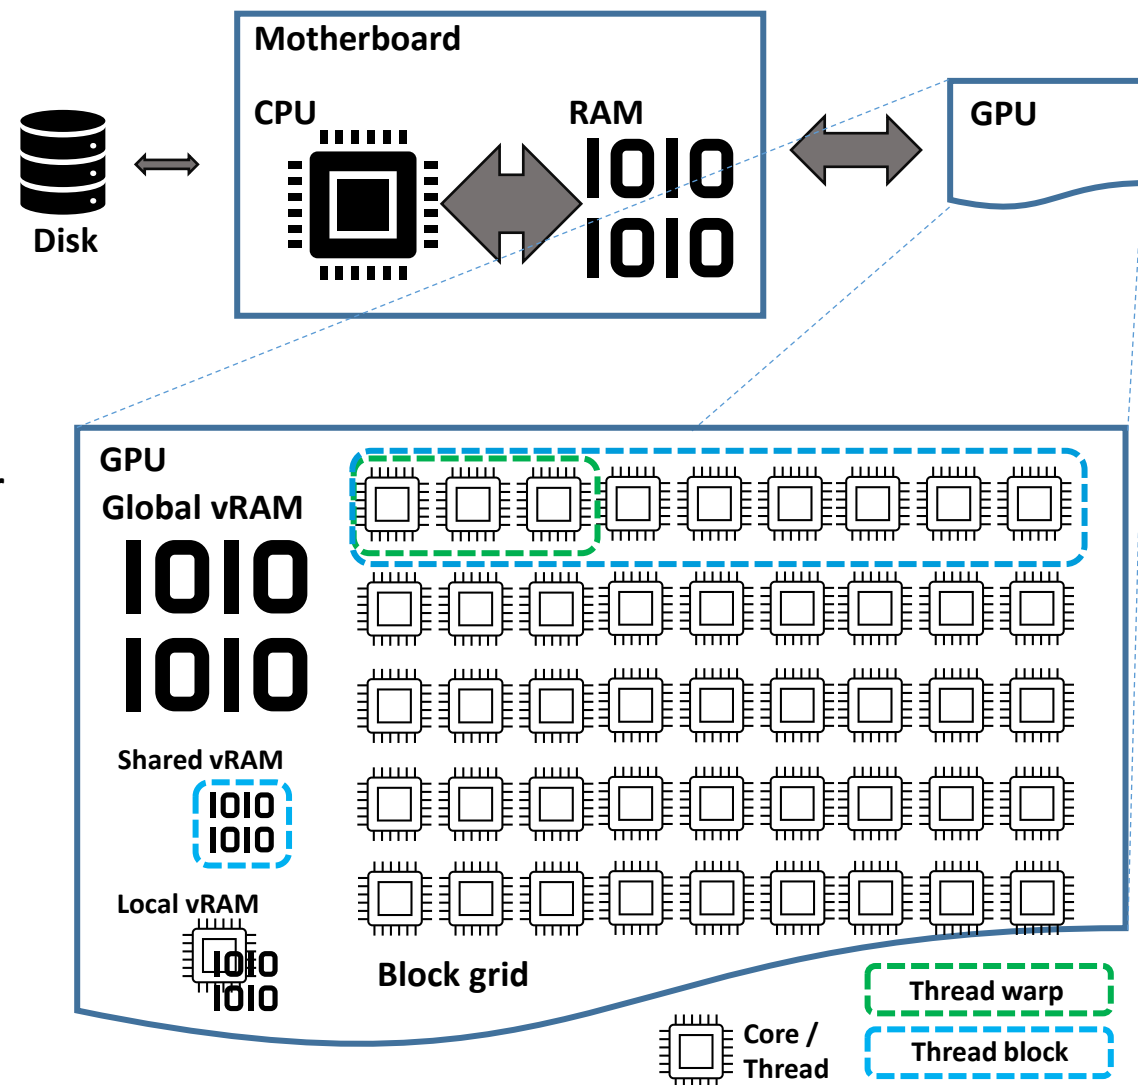 Motherboard
CPU
RAM
1010
1010
GPU
Disk
GPU
Global vRAM
1010
1010
Shared vRAM
1010
1010
Local vRAM
1010
1010
Block grid
Core /
Thread
Thread warp
Thread block